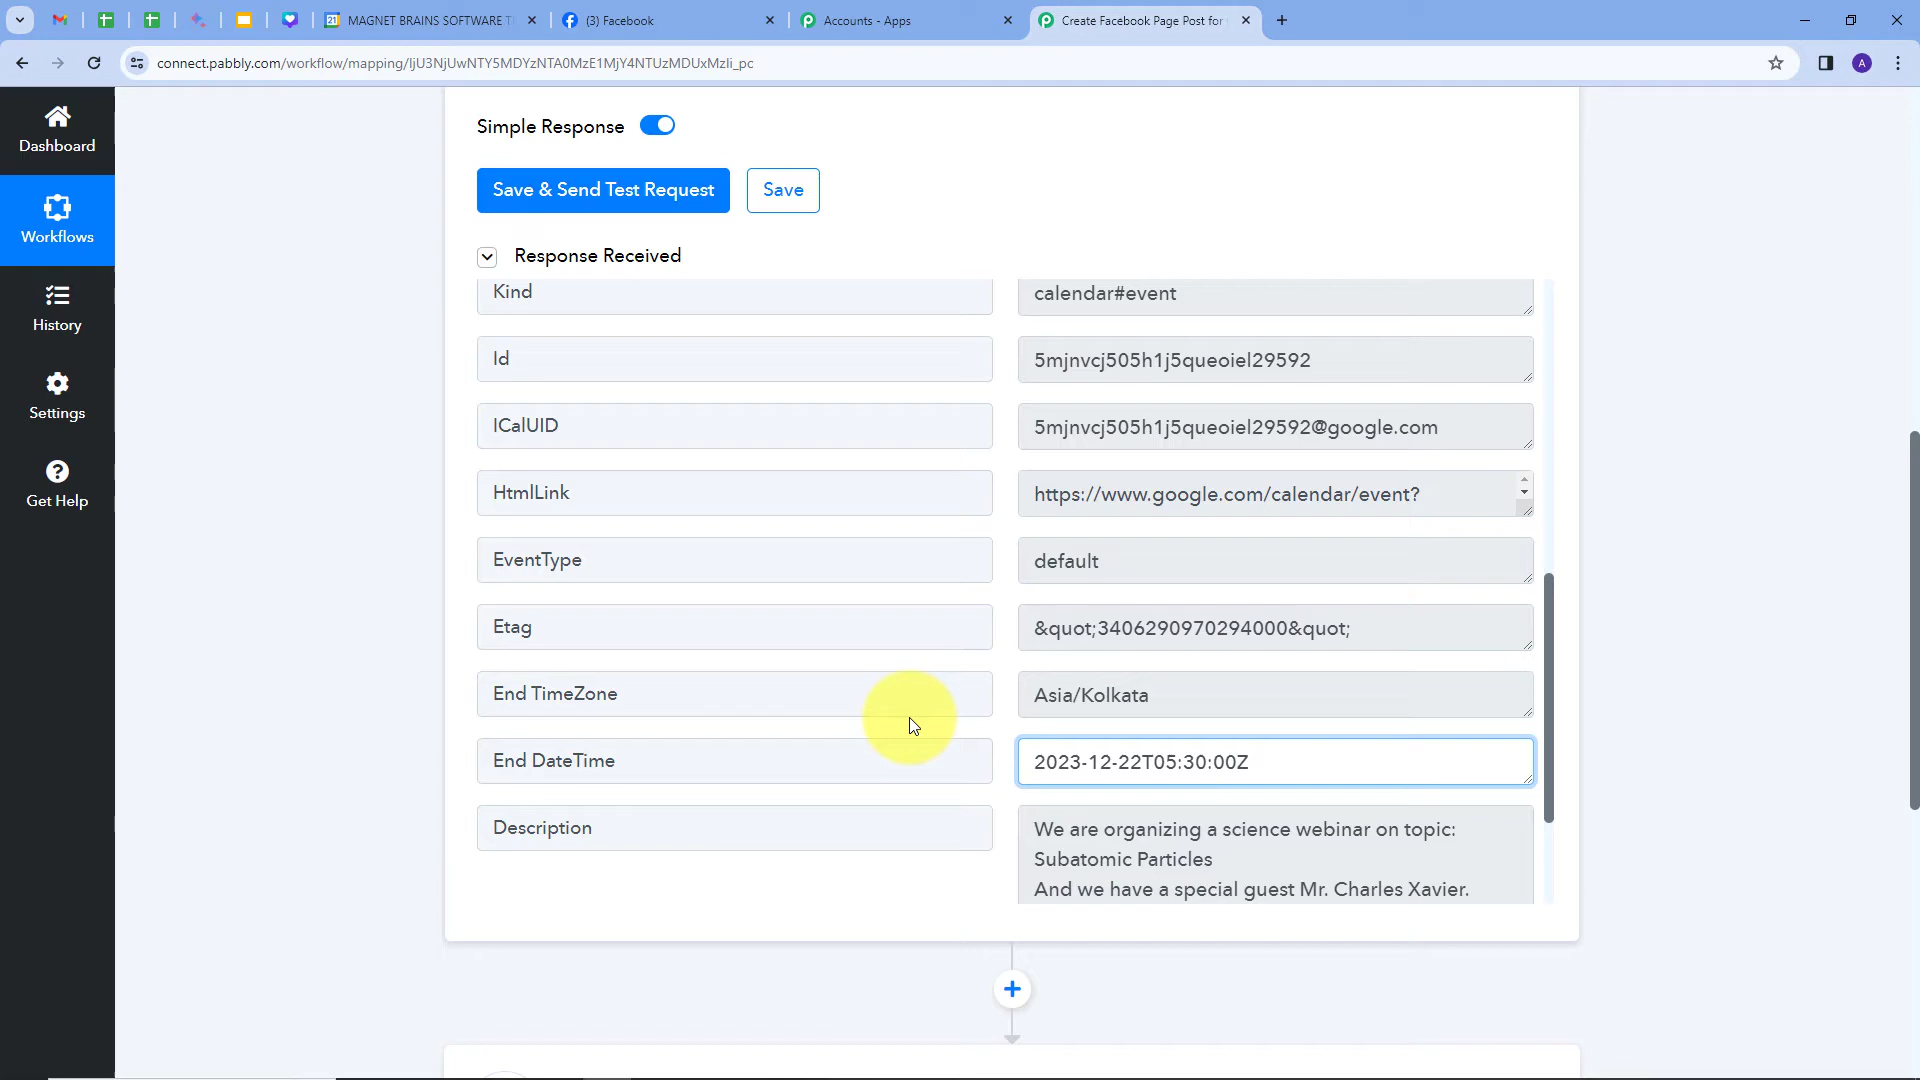 21
MAGNET BRAINS SOFTWARE T
(3) Facebook
Accounts - Apps
Create Facebook Page Post for
connect.pabbly.com/workflow/mapping/IjU3NjUwNTY5MDYzNTA0MzE1MjY4NTUzMDUxMzIi_pc
A
Dashboard
Workflows
History
Settings
Get Help
Simple Response
Save & Send Test Request
Save
Response Received
Kind
calendar#event
Id
5mjnvcj505h1j5queoiel29592
ICalUID
5mjnvcj505h1j5queoiel29592@google.com
HtmlLink
https://www.google.com/calendar/event?
EventType
default
Etag
&quot;3406290970294000&quot;
End TimeZone
Asia/Kolkata
End DateTime
2023-12-22T05:30:00Z
Description
We are organizing a science webinar on topic:
Subatomic Particles
And we have a special guest Mr. Charles Xavier.